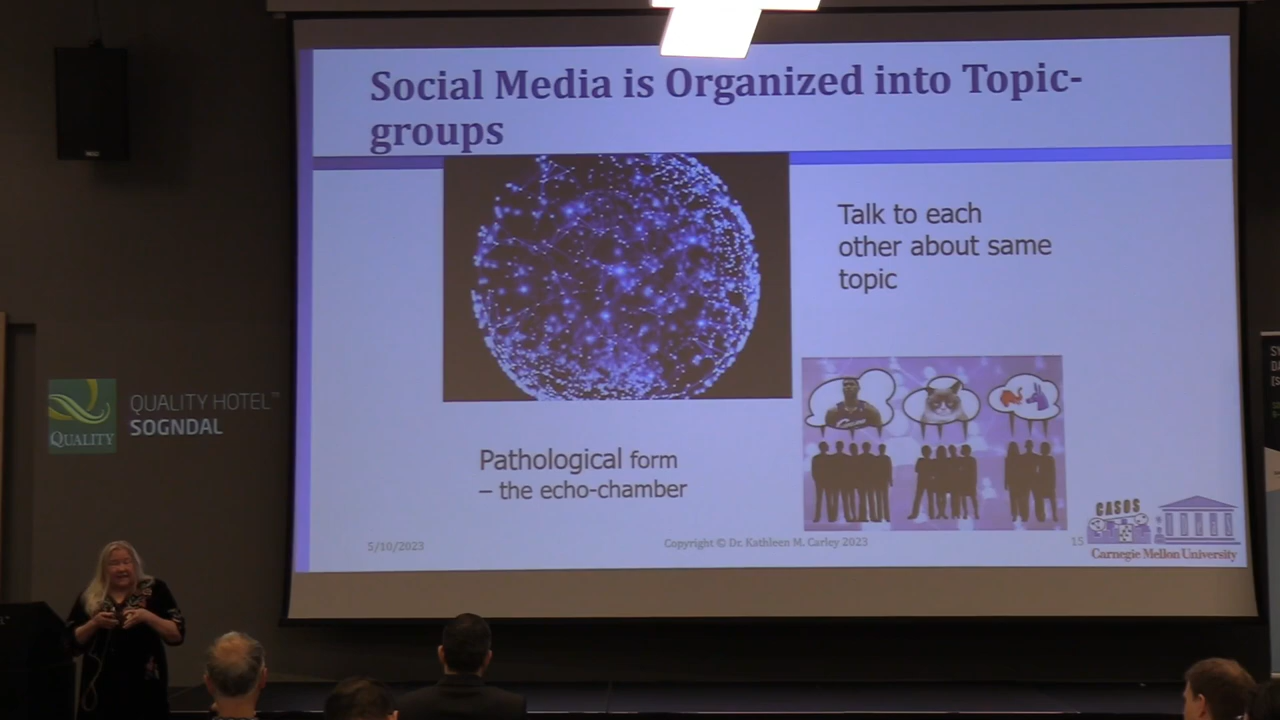 Social Media is Organized into Topic-
groups
Talk to each
other about same
topic
Pathological form
– the echo-chamber
5/10/2023
Copyright © Dr. Kathleen M. Carley 2023
15
CASOS
Carnegie Mellon University
QUALITY HOTEL™
SOGNDAL
QUALITY